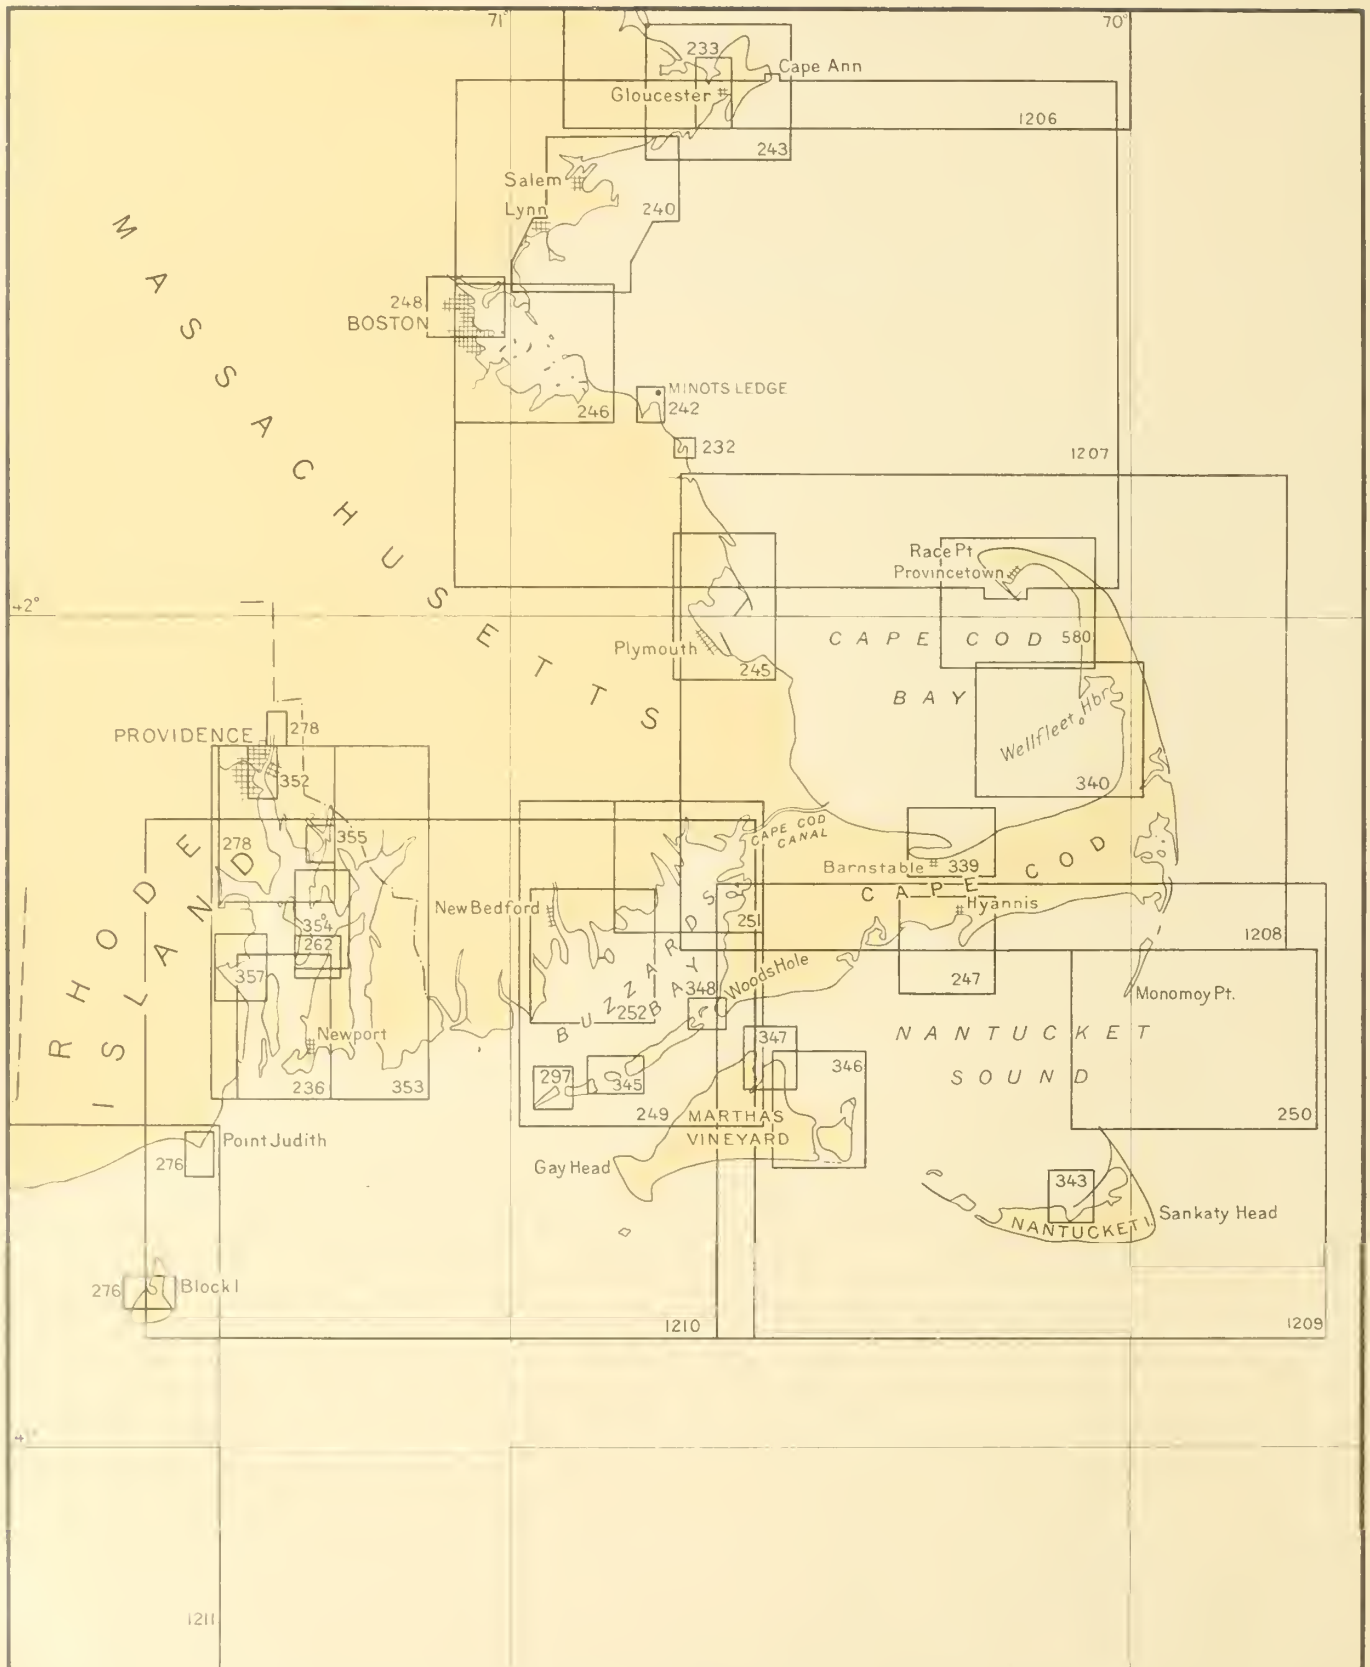 71°
70°
233
Cape Ann
Gloucester
1206
243
Salem
Lynn
240
MASSACHUSETTS
248
BOSTON
MINOTS LEDGE
246
242
232
1207
Race Pt
Provincetown
42°
CAPE COD
580
Plymouth
245
BAY
Wellfleet Hbr
278
PROVIDENCE
352
340
278
355
CAPE COD
CANAL
Barnstable
339
CAPE COD
RHODE
ISLAND
New Bedford
Hyannis
251
354
262
BUZZARDS
BAY
1208
357
348
Woods Hole
247
Monomoy Pt.
252
Newport
NANTUCKET
347
346
SOUND
297
345
236
353
249
MARTHAS
VINEYARD
250
Point Judith
276
Gay Head
343
Sankaty Head
NANTUCKET I.
276
Block I
1210
1209
41°
1211